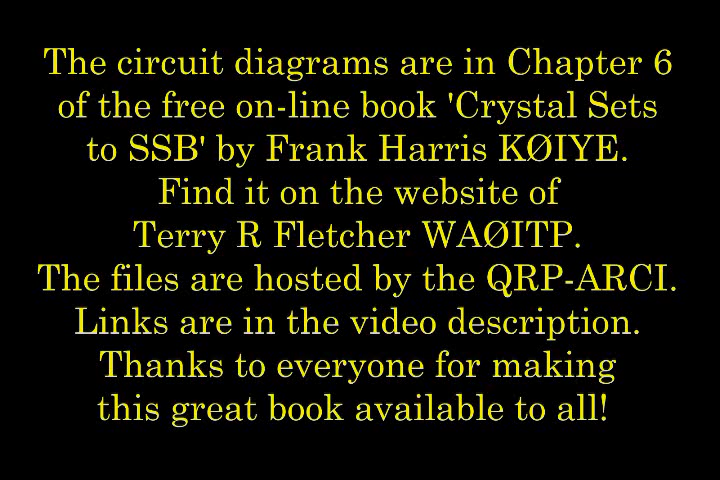 The circuit diagrams are in Chapter 6
of the free on-line book 'Crystal Sets
to SSB' by Frank Harris KØIYE.
Find it on the website of
Terry R Fletcher WAØITP.
The files are hosted by the QRP-ARCI.
Links are in the video description.
Thanks to everyone for making
this great book available to all!